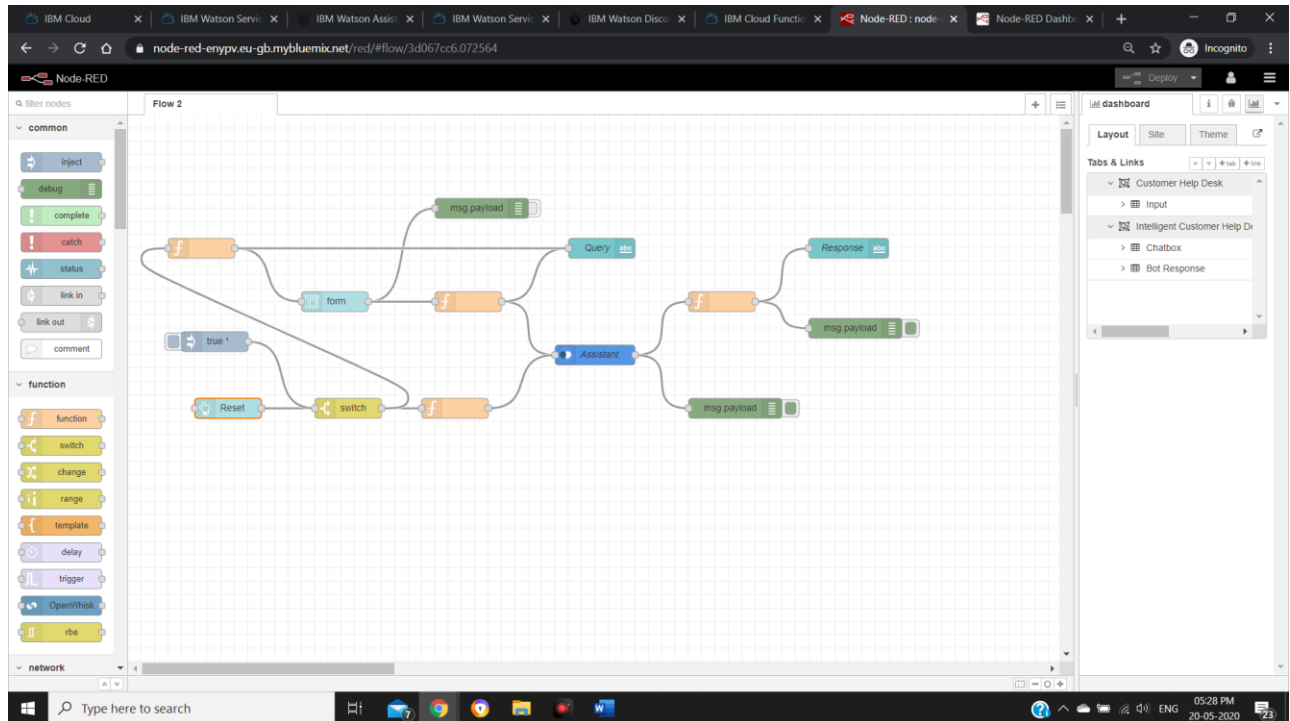 IBM Cloud
IBM Watson Servic
IBM Watson Assist
IBM Watson Servic
IBM Watson Disco
IBM Cloud Functio
Node-RED : node-
Node-RED Dashbo
node-red-enypv.eu-gb.mybluemix.net/red/#flow/3d067cc6.072564
Incognito
Node-RED
Deploy
filter nodes
Flow 2
dashboard
common
inject
debug
complete
catch
status
link in
link out
comment
function
function
switch
change
range
template
delay
trigger
OpenWhisk
rbe
network
msg.payload
f
Query abc
Response abc
form
f
f
msg.payload
true ¹
Assistant
Reset
switch
f
msg.payload
Layout Site Theme
Tabs & Links
+ tab + link
Customer Help Desk
Input
Intelligent Customer Help De
Chatbox
Bot Response
Type here to search
7
ENG
05:28 PM
20-05-2020
23